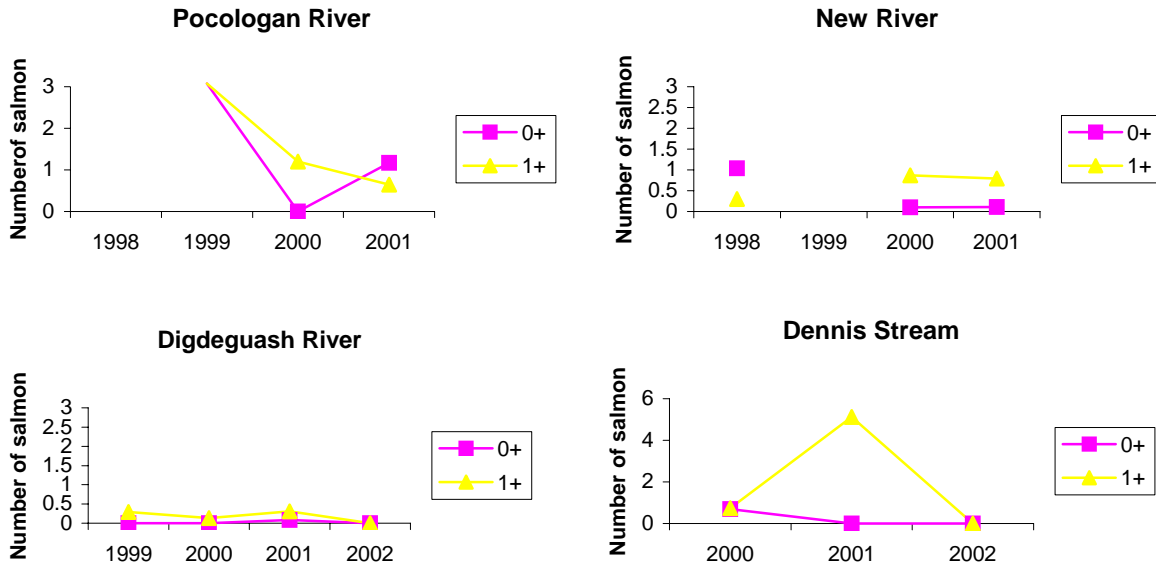 Pocologan River
Numberof salmon
3
2
1
0
1998 1999 2000 2001
0+
1+
New River
Number of salmon
3
2.5
2
1.5
1
0.5
0
1998 1999 2000 2001
0+
1+
Digdeguash River
Number of salmon
3
2.5
2
1.5
1
0.5
0
1999 2000 2001 2002
0+
1+
Dennis Stream
Number of salmon
6
4
2
0
2000 2001 2002
0+
1+